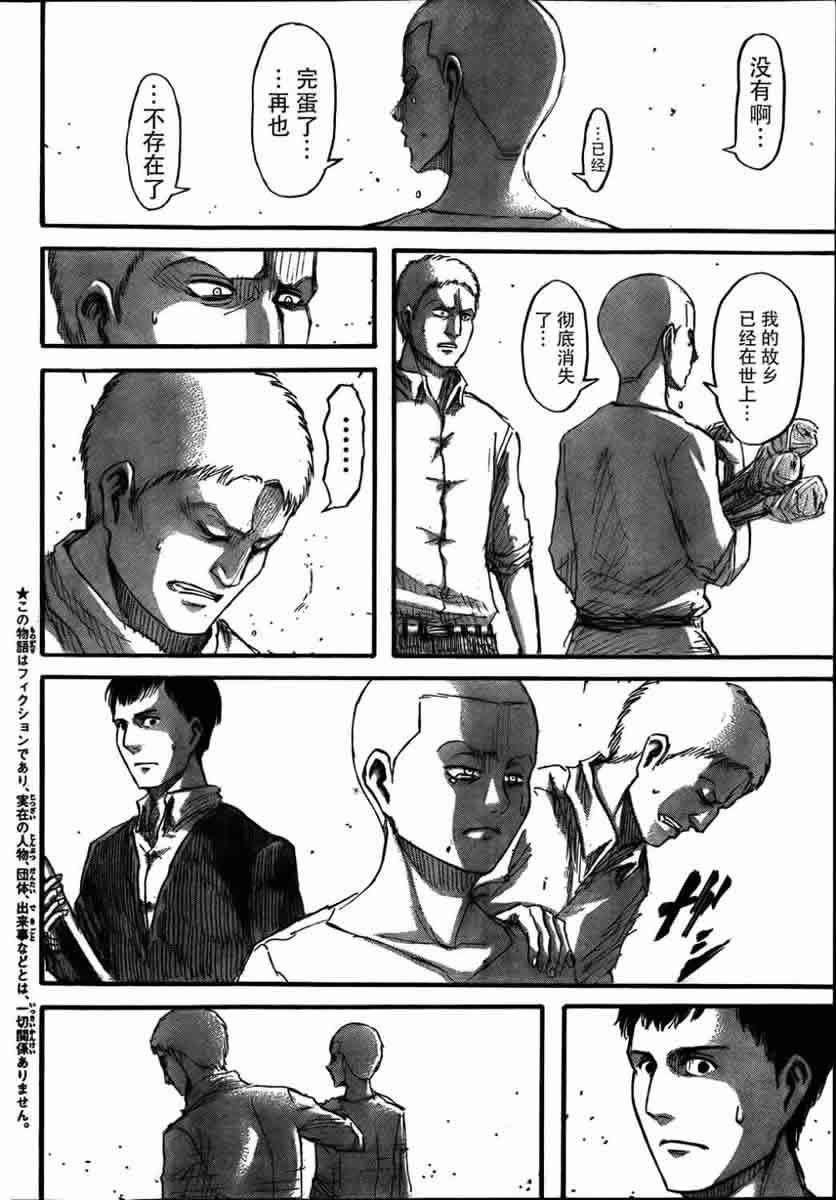 没有啊…
…已经
完蛋了…
…再也
…不存在了
我的故乡
已经在世上…
彻底消失
了…
……
ガシ
★この物語はフィクションであり、実在の人物、団体、出来事などとは、一切関係ありません。